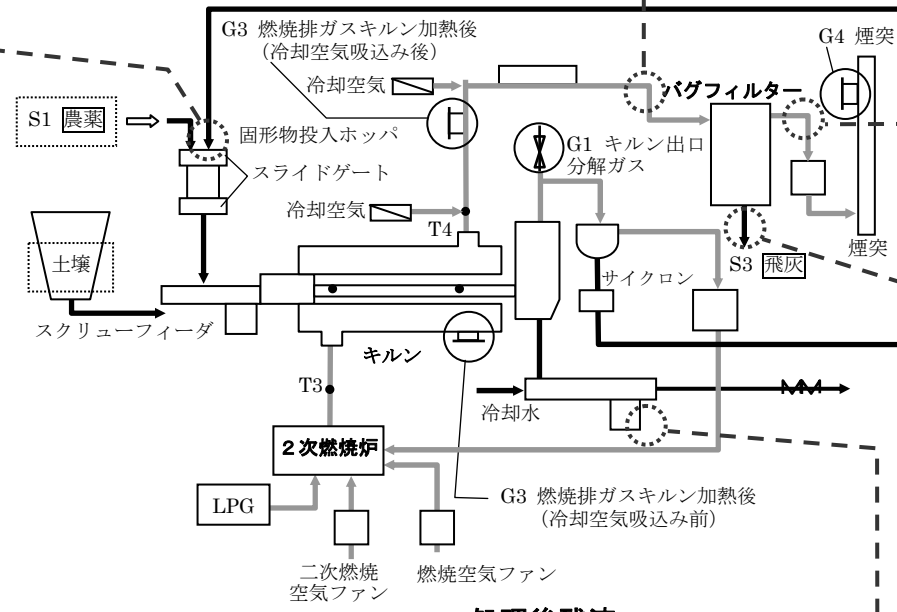 G3 燃焼排ガスキルン加熱後
（冷却空気吸込み後）
G4 煙突
冷却空気
バグフィルター
S1 農薬
固形物投入ホッパ
G1 キルン出口
分解ガス
スライドゲート
冷却空気
T4
土壌
S3 飛灰
煙突
サイクロン
スクリューフィーダ
キルン
T3
冷却水
２次燃焼炉
LPG
G3 燃焼排ガスキルン加熱後
（冷却空気吸込み前）
二次燃焼
空気ファン
燃焼空気ファン